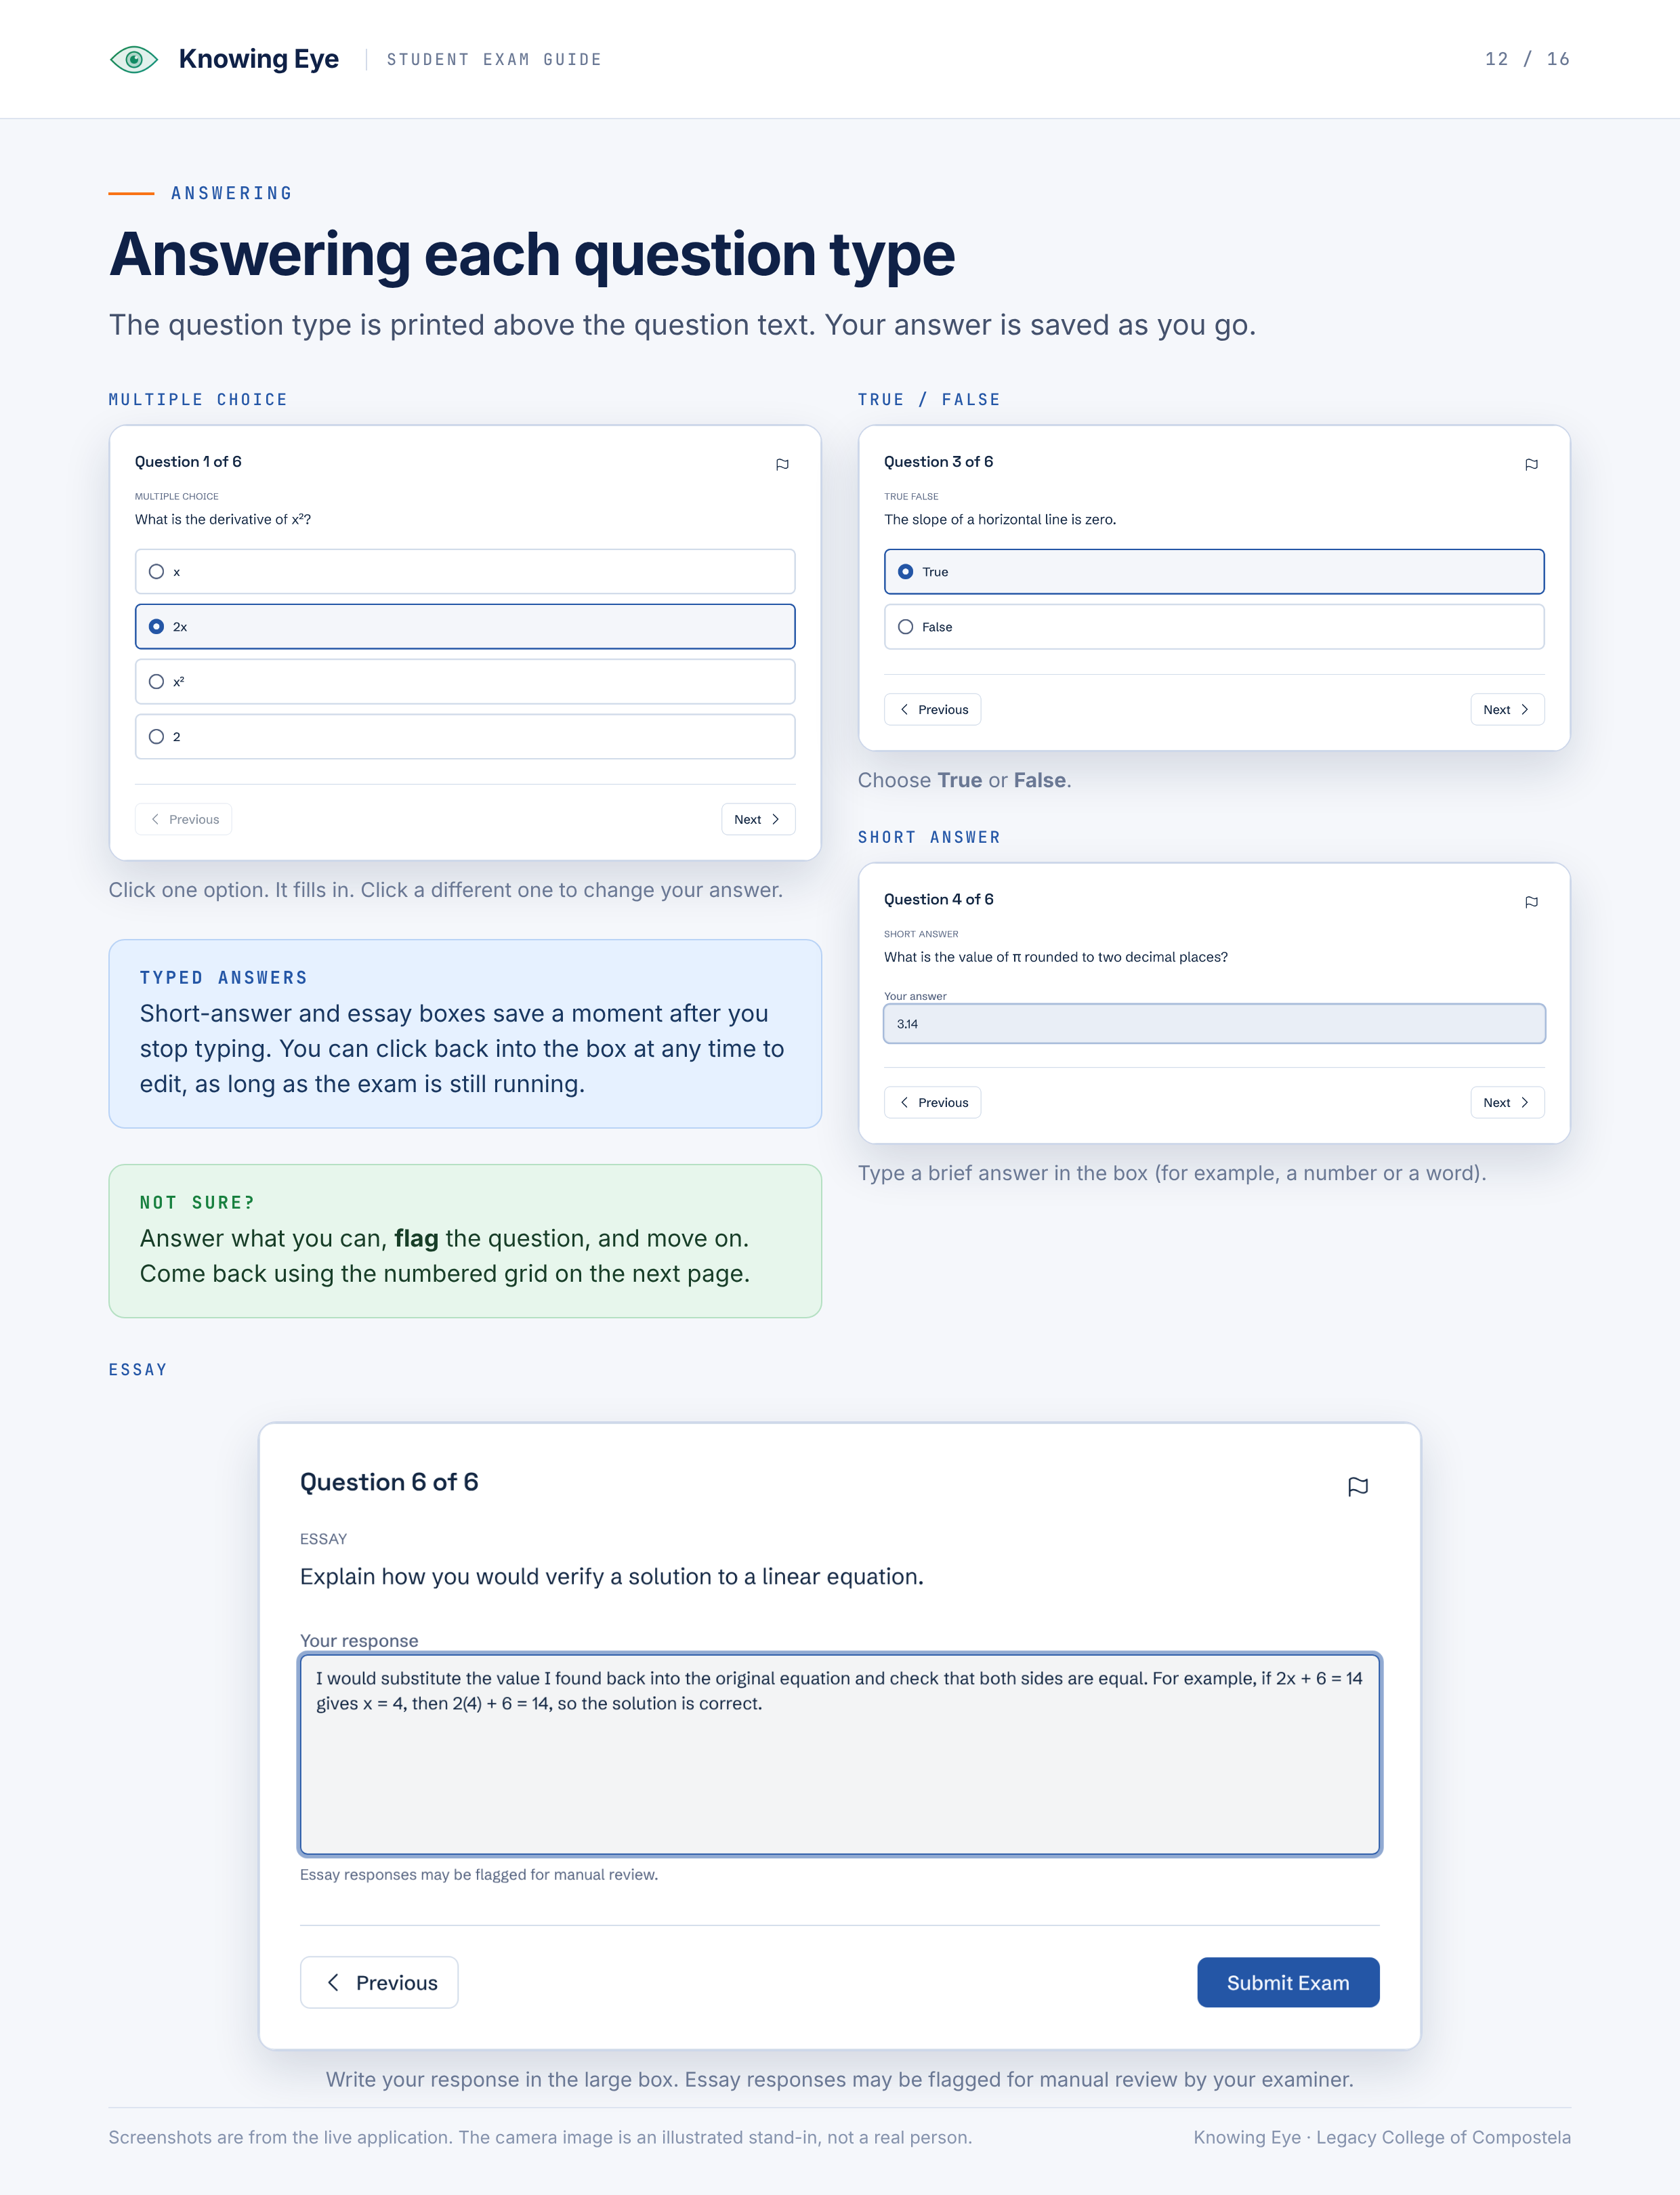 Knowing Eye
STUDENT EXAM GUIDE
12 / 16
ANSWERING
Answering each question type
The question type is printed above the question text. Your answer is saved as you go.
MULTIPLE CHOICE
Question 1 of 6
MULTIPLE CHOICE
What is the derivative of x²?
x
2x
x²
2
Previous
Next
Click one option. It fills in. Click a different one to change your answer.
TYPED ANSWERS
Short-answer and essay boxes save a moment after you
stop typing. You can click back into the box at any time to
edit, as long as the exam is still running.
NOT SURE?
Answer what you can, flag the question, and move on.
Come back using the numbered grid on the next page.
TRUE / FALSE
Question 3 of 6
TRUE FALSE
The slope of a horizontal line is zero.
True
False
Previous
Next
Choose True or False.
SHORT ANSWER
Question 4 of 6
SHORT ANSWER
What is the value of π rounded to two decimal places?
Your answer
3.14
Previous
Next
Type a brief answer in the box (for example, a number or a word).
ESSAY
Question 6 of 6
ESSAY
Explain how you would verify a solution to a linear equation.
Your response
I would substitute the value I found back into the original equation and check that both sides are equal. For example, if 2x + 6 = 14
gives x = 4, then 2(4) + 6 = 14, so the solution is correct.
Essay responses may be flagged for manual review.
Previous
Submit Exam
Write your response in the large box. Essay responses may be flagged for manual review by your examiner.
Screenshots are from the live application. The camera image is an illustrated stand-in, not a real person.
Knowing Eye · Legacy College of Compostela